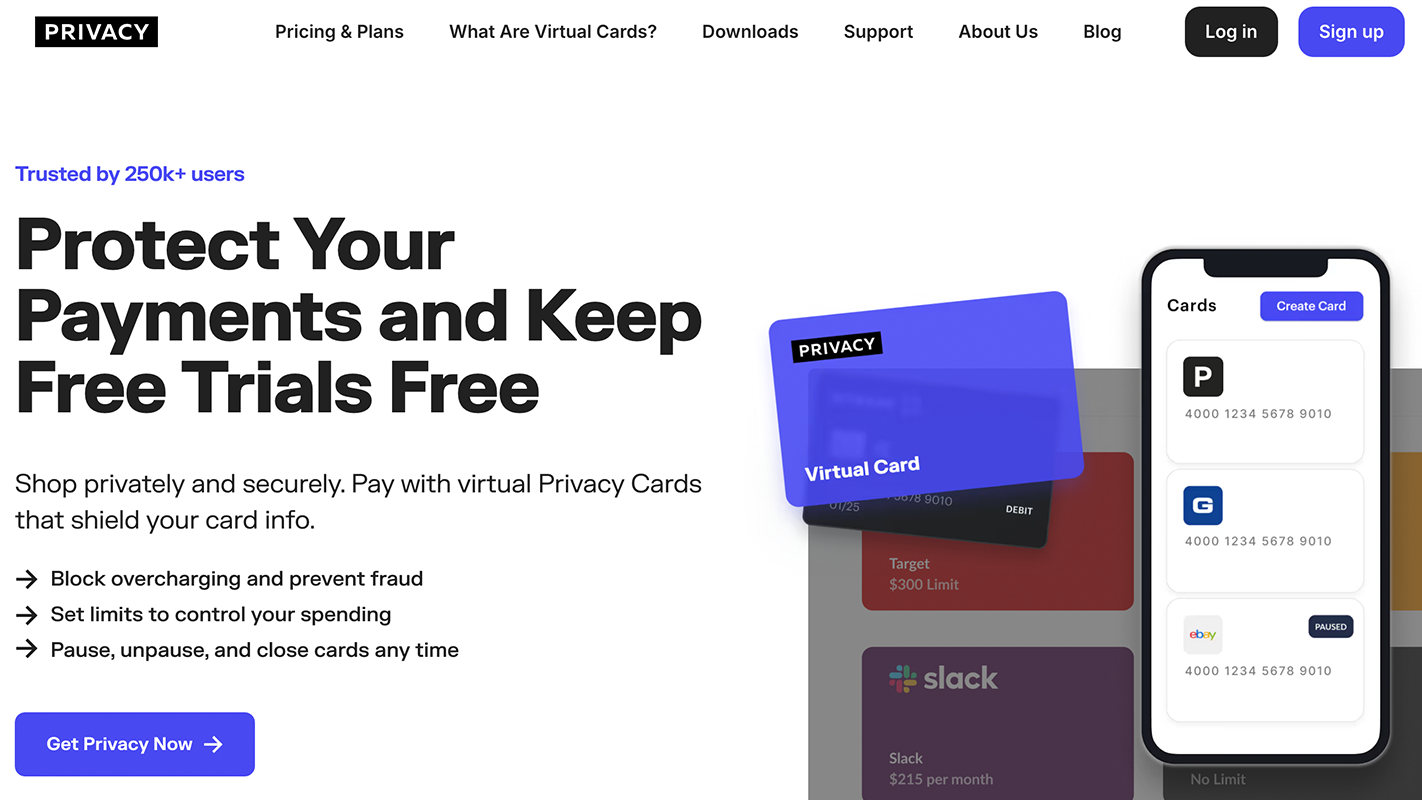 PRIVACY
Pricing & Plans
What Are Virtual Cards?
Downloads
Support
About Us
Blog
Log in
Sign up
Trusted by 250k+ users
Protect Your
Payments and Keep
Free Trials Free
Shop privately and securely. Pay with virtual Privacy Cards
that shield your card info.
Block overcharging and prevent fraud
Set limits to control your spending
Pause, unpause, and close cards any time
Get Privacy Now
PRIVACY
Virtual Card
01/25
5678 9010
DEBIT
Target
$300 Limit
slack
Slack
$215 per month
Cards
Create Card
P
4000 1234 5678 9010
G
4000 1234 5678 9010
ebay
PAUSED
4000 1234 5678 9010
No Limit